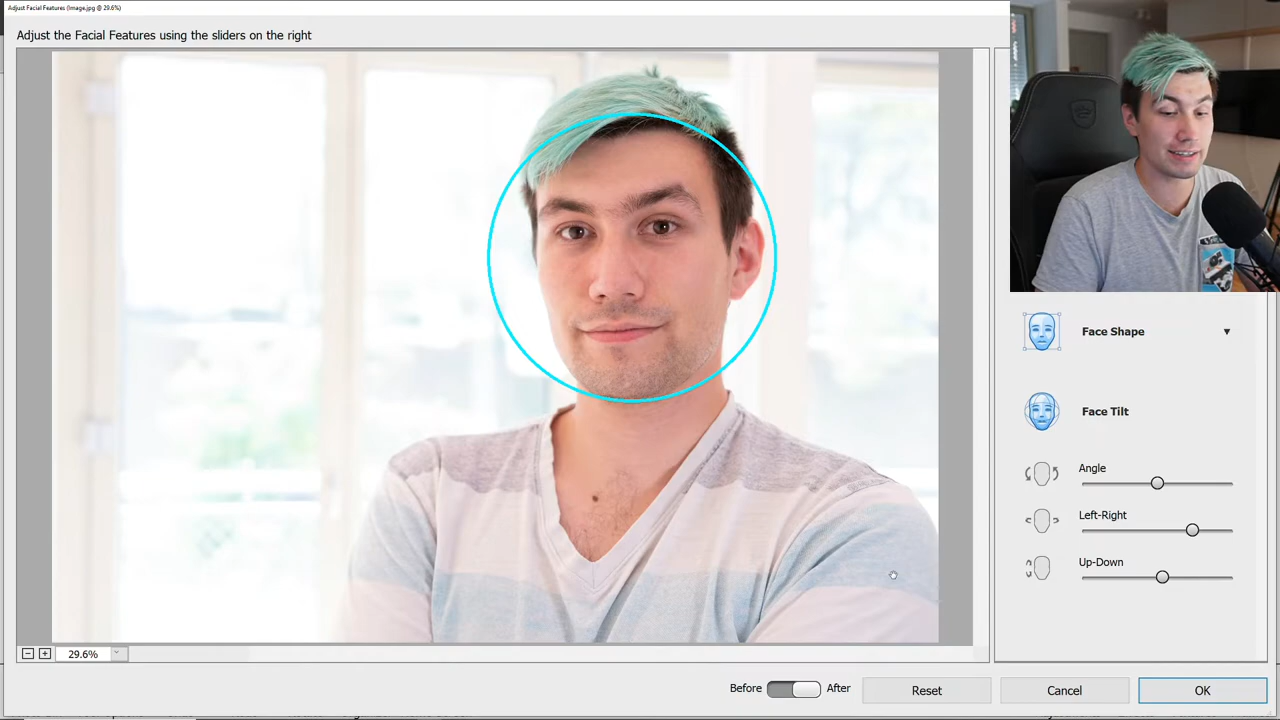 Adjust Facial Features (Image.jpg @ 29.6%)
Adjust the Facial Features using the sliders on the right
Face Shape
Face Tilt
Angle
Left-Right
Up-Down
29.6%
Before
After
Reset
Cancel
OK